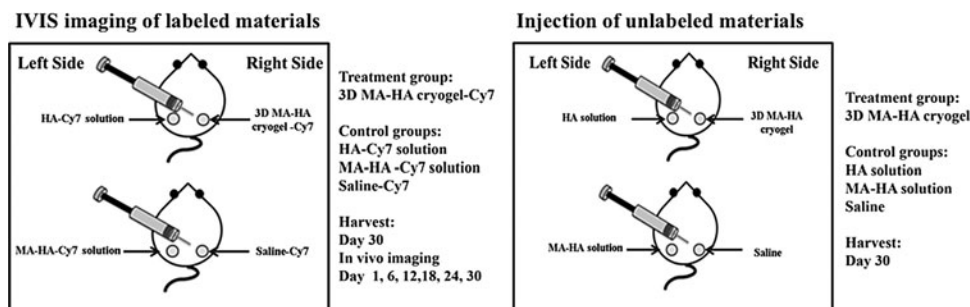 IVIS imaging of labeled materials
Left Side
Right Side
HA-Cy7 solution
3D MA-HA
cryogel -Cy7
MA-HA-Cy7 solution
Saline-Cy7
Treatment group:
3D MA-HA cryogel-Cy7
Control groups:
HA-Cy7 solution
MA-HA -Cy7 solution
Saline-Cy7
Harvest:
Day 30
In vivo imaging
Day 1, 6, 12,18, 24, 30
Injection of unlabeled materials
Left Side
Right Side
HA solution
3D MA-HA
cryogel
MA-HA solution
Saline
Treatment group:
3D MA-HA cryogel
Control groups:
HA solution
MA-HA solution
Saline
Harvest:
Day 30